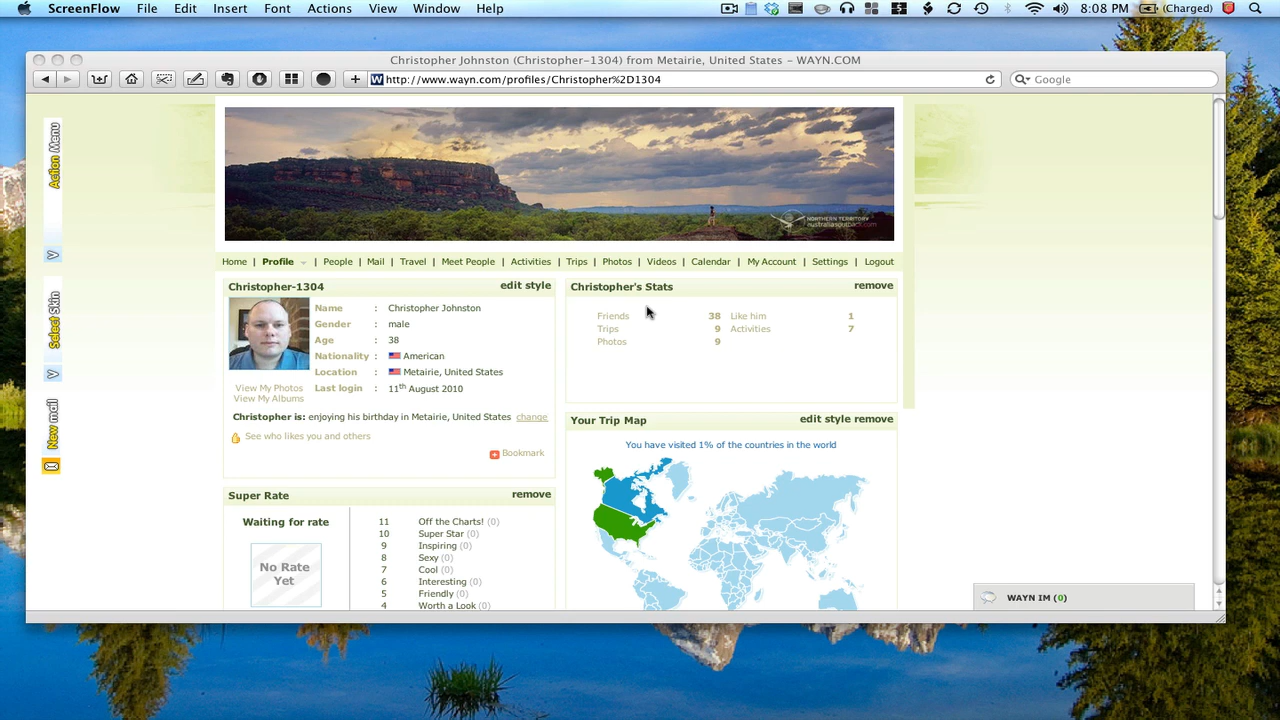 ScreenFlow File Edit Insert Font Actions View Window Help 8:08 PM (Charged)
Christopher Johnston (Christopher-1304) from Metairie, United States – WAYN.COM
http://www.wayn.com/profiles/Christopher%2D1304 Google
Action Menu
Select Skin
New mail
NORTHERN TERRITORY
australiasoutback.com
Home | Profile | People | Mail | Travel | Meet People | Activities | Trips | Photos | Videos | Calendar | My Account | Settings | Logout
Christopher-1304 edit style
Name : Christopher Johnston
Gender : male
Age : 38
Nationality : American
Location : Metairie, United States
Last login : 11th August 2010
View My Photos
View My Albums
Christopher is: enjoying his birthday in Metairie, United States change
See who likes you and others
Bookmark
Super Rate remove
Waiting for rate
No Rate
Yet
11 Off the Charts! (0)
10 Super Star (0)
9 Inspiring (0)
8 Sexy (0)
7 Cool (0)
6 Interesting (0)
5 Friendly (0)
4 Worth a Look (0)
Christopher's Stats remove
Friends 38 Like him 1
Trips 9 Activities 7
Photos 9
Your Trip Map edit style remove
You have visited 1% of the countries in the world
WAYN IM (0)